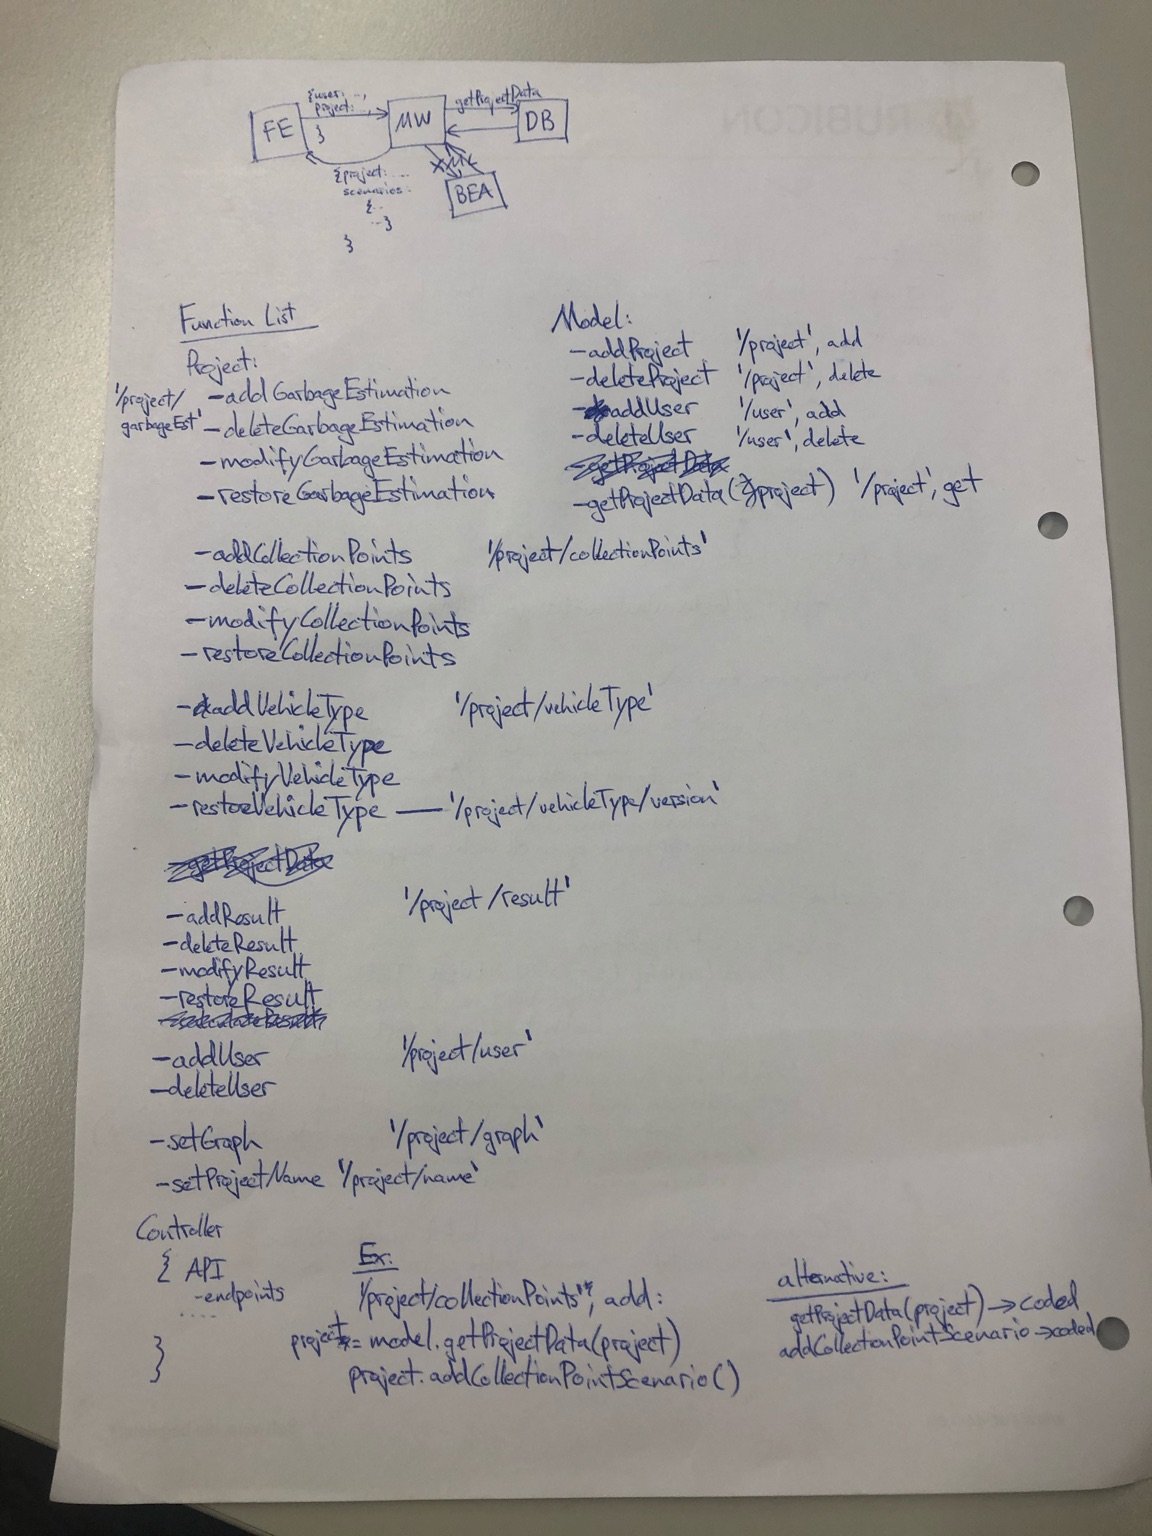 {user: ...,
project: ...,
}
FE
MW
getProjectData
DB
{project: ...
scenarios:
{..
...}
}
XML
BEA
RUBICON
Function List
Project:
'/project/
garbageEst'
- addGarbageEstimation
- deleteGarbageEstimation
- modifyGarbageEstimation
- restoreGarbageEstimation
- addCollectionPoints '/project/collectionPoints'
- deleteCollectionPoints
- modifyCollectionPoints
- restoreCollectionPoints
- addVehicleType '/project/vehicleType'
- deleteVehicleType
- modifyVehicleType
- restoreVehicleType — '/project/vehicleType/version'
- getProjectData
- addResult '/project/result'
- deleteResult
- modifyResult
- restoreResult
- addUser '/project/user'
- deleteUser
- setGraph '/project/graph'
- setProjectName '/project/name'
Model:
- addProject '/project', add
- deleteProject '/project', delete
- addUser '/user', add
- deleteUser '/user', delete
- getProjectData
- getProjectData(project) '/project', get
Controller
{ API
- endpoints
....
}
Ex:
'/project/collectionPoints', add:
project = model.getProjectData(project)
project.addCollectionPointScenario()
alternative:
getProjectData(project) → coded
addCollectionPointScenario → coded